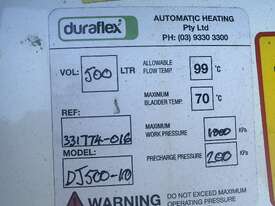 duraflex
AUTOMATIC HEATING
Pty Ltd
PH: (03) 9330 3300
VOL: 500 LTR
ALLOWABLE
FLOW TEMP. 99 °C
MAXIMUM
BLADDER TEMP. 70 °C
REF:
331774-016
MAXIMUM
WORK PRESSURE 1000 KPa
MODEL:
DJ500-10
PRECHARGE PRESSURE 200 KPa
WARNING
DO NOT EXCEED MAXIMUM
OPERATING PRESSURE